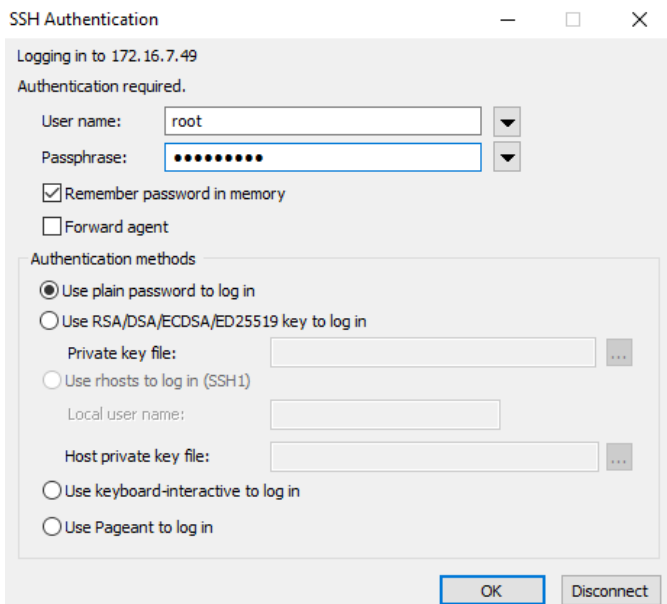 SSH Authentication
Logging in to 172.16.7.49
Authentication required.
User name: root
Passphrase: •••••••••
Remember password in memory
Forward agent
Authentication methods
Use plain password to log in
Use RSA/DSA/ECDSA/ED25519 key to log in
Private key file: ...
Use rhosts to log in (SSH1)
Local user name:
Host private key file: ...
Use keyboard-interactive to log in
Use Pageant to log in
OK Disconnect